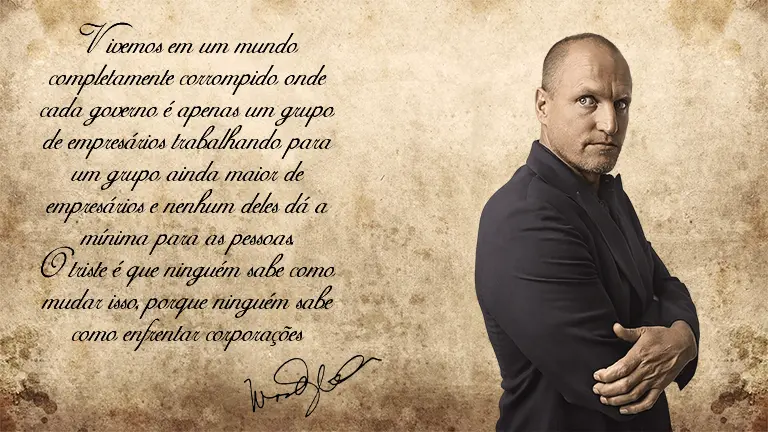 Vivemos em um mundo
completamente corrompido, onde
cada governo é apenas um grupo
de empresários trabalhando para
um grupo ainda maior de
empresários e nenhum deles dá a
mínima para as pessoas.
O triste é que ninguém sabe como
mudar isso, porque ninguém sabe
como enfrentar corporações